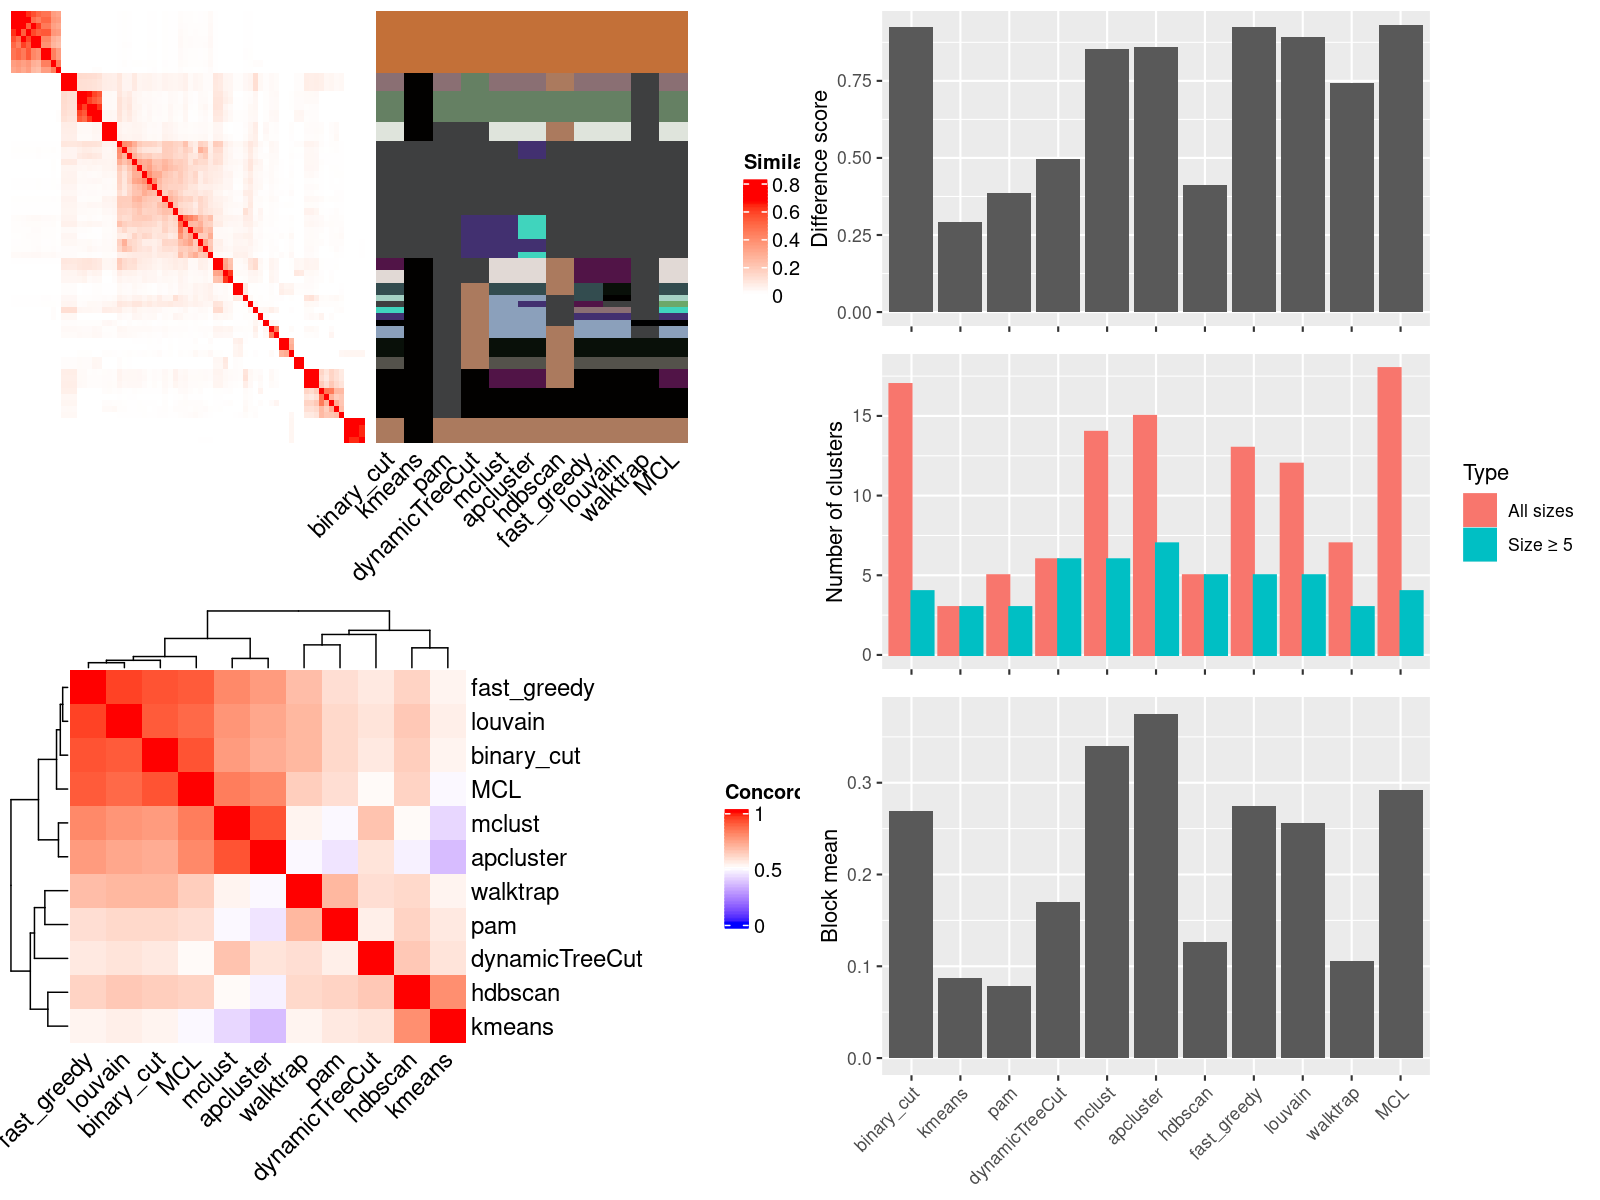 Simila
0.8
0.6
0.4
0.2
0
binary_cut
kmeans
pam
dynamicTreeCut
mclust
apcluster
hdbscan
fast_greedy
louvain
walktrap
MCL
Difference score
0.75
0.50
0.25
0.00
Number of clusters
15
10
5
0
Type
All sizes
Size ≥ 5
fast_greedy
louvain
binary_cut
MCL
mclust
apcluster
walktrap
pam
dynamicTreeCut
hdbscan
kmeans
fast_greedy
louvain
binary_cut
MCL
mclust
apcluster
walktrap
pam
dynamicTreeCut
hdbscan
kmeans
Concord
1
0.5
0
Block mean
0.3
0.2
0.1
0.0
binary_cut
kmeans
pam
dynamicTreeCut
mclust
apcluster
hdbscan
fast_greedy
louvain
walktrap
MCL